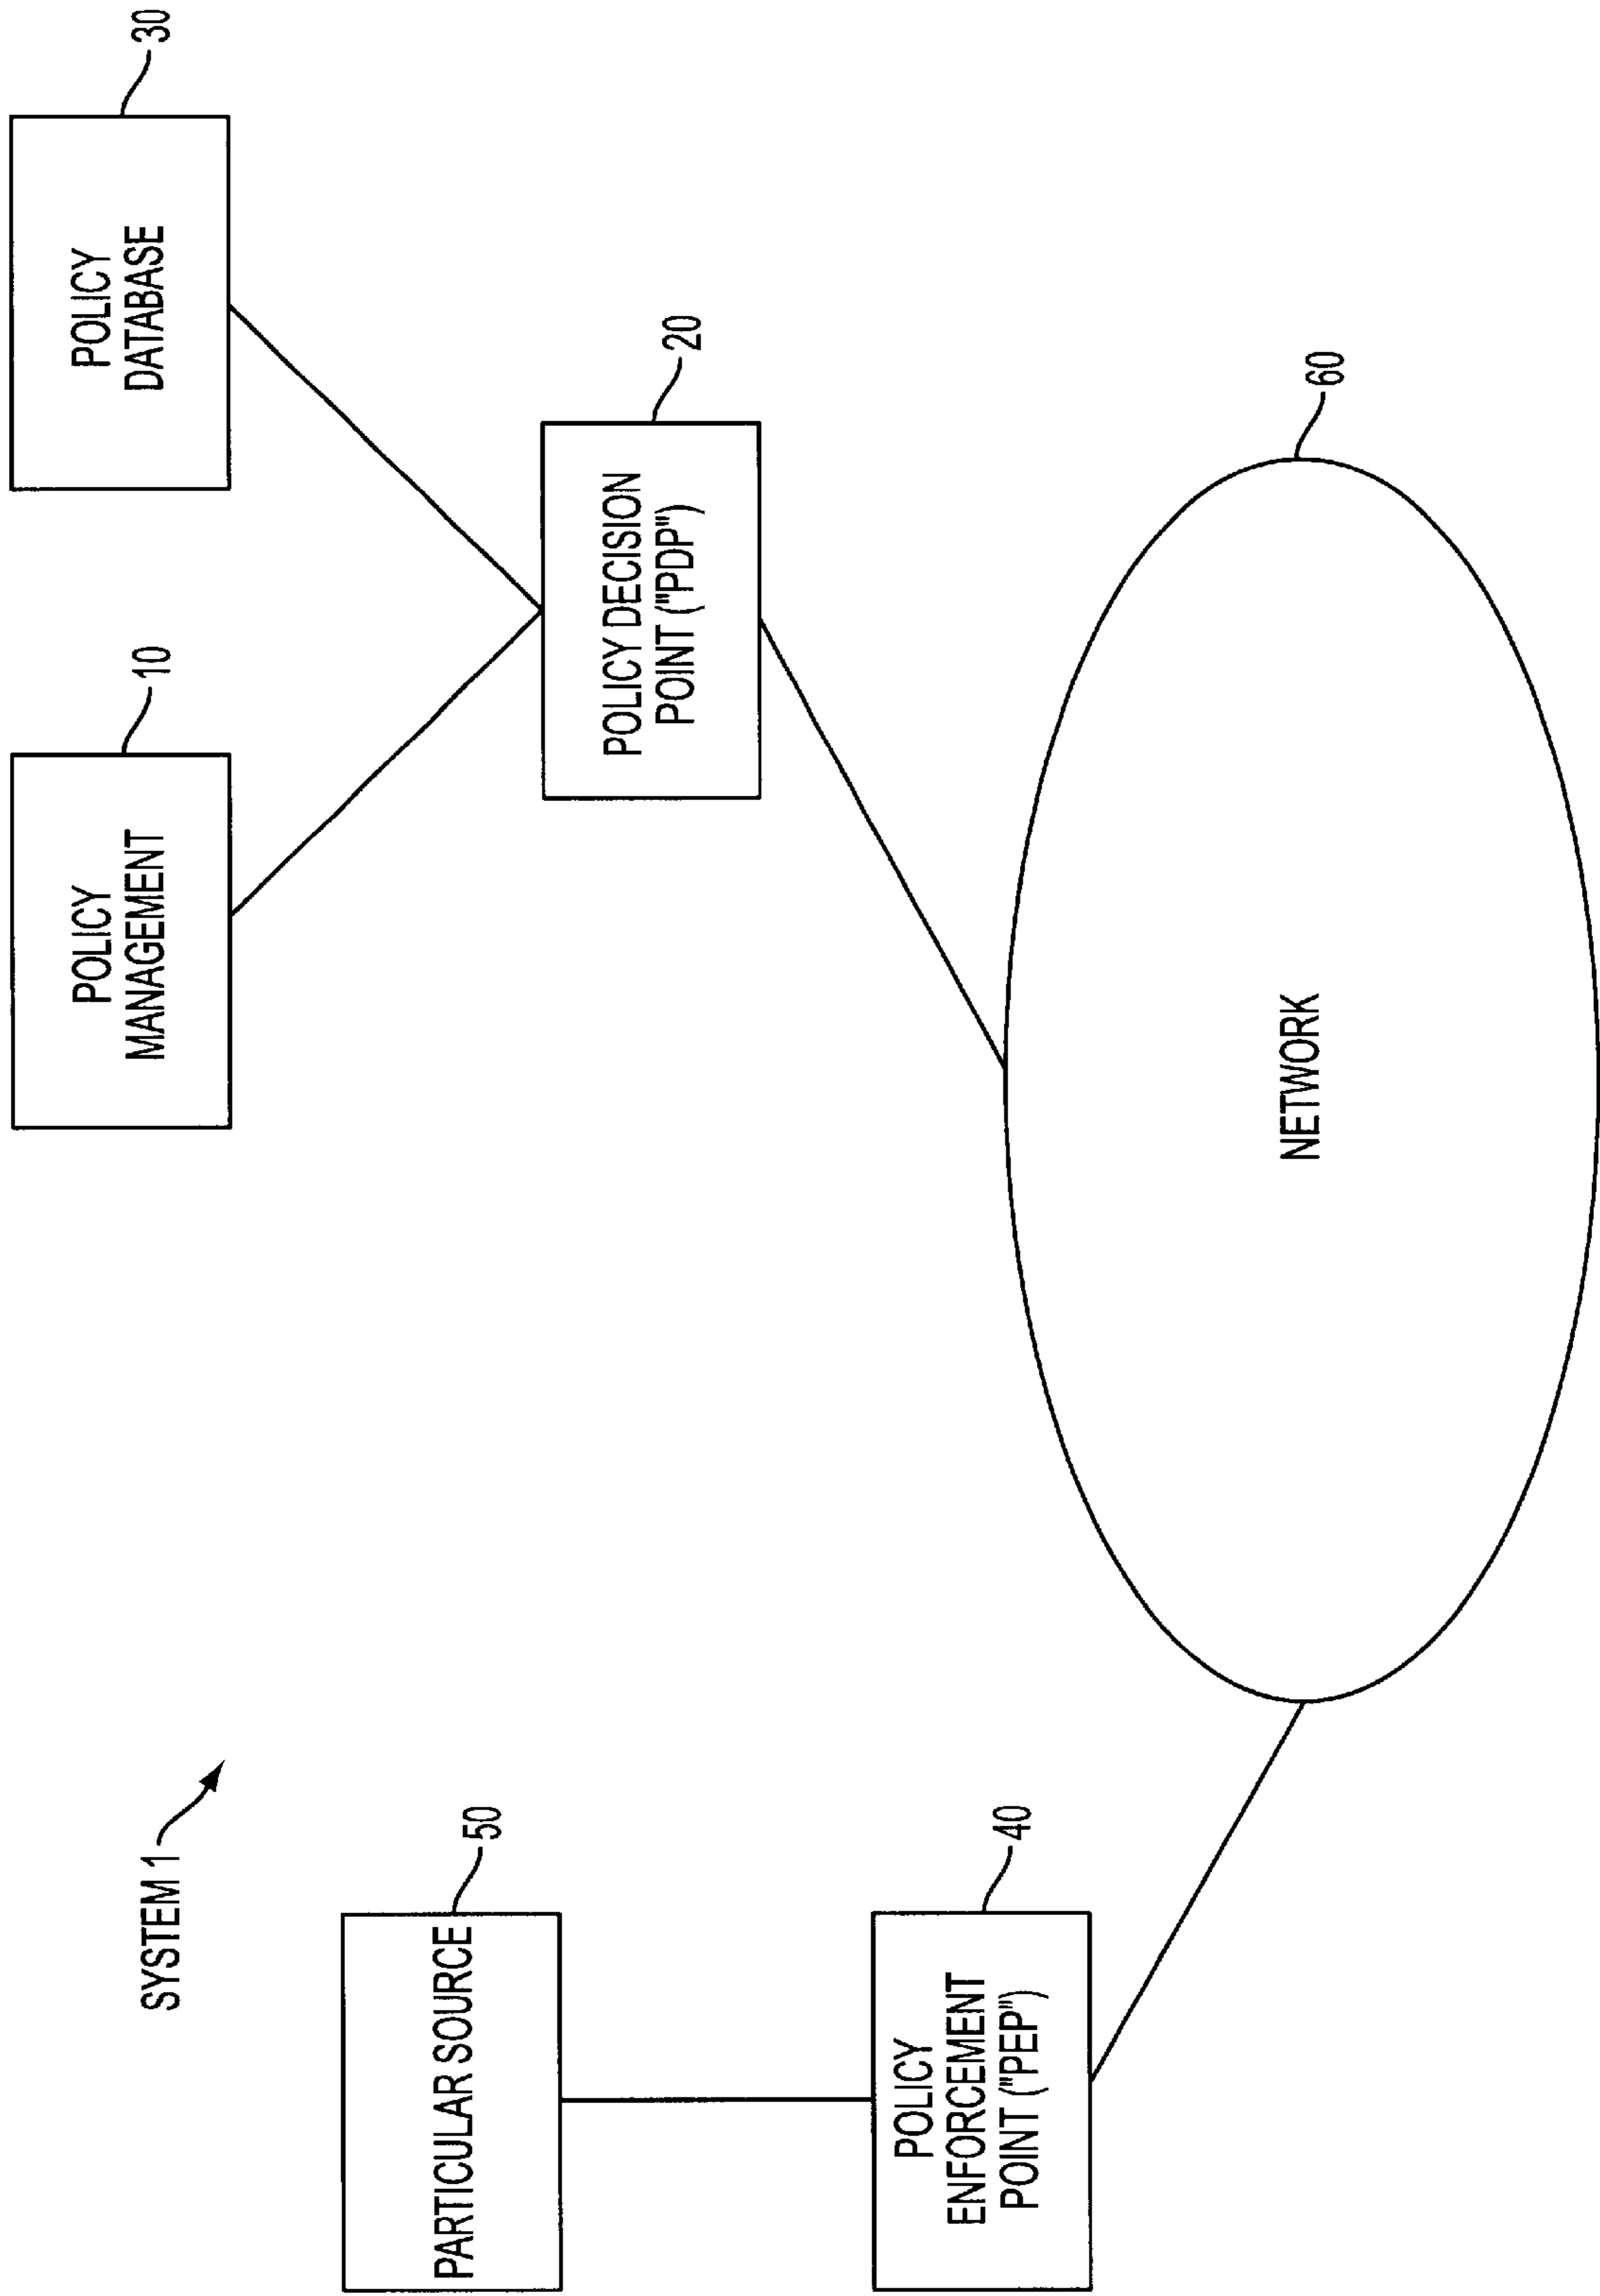 SYSTEM 1
PARTICULAR SOURCE
50
POLICY
ENFORCEMENT
POINT ("PEP")
40
POLICY
MANAGEMENT
10
POLICY
DATABASE
30
POLICY DECISION
POINT ("PDP")
20
NETWORK
60